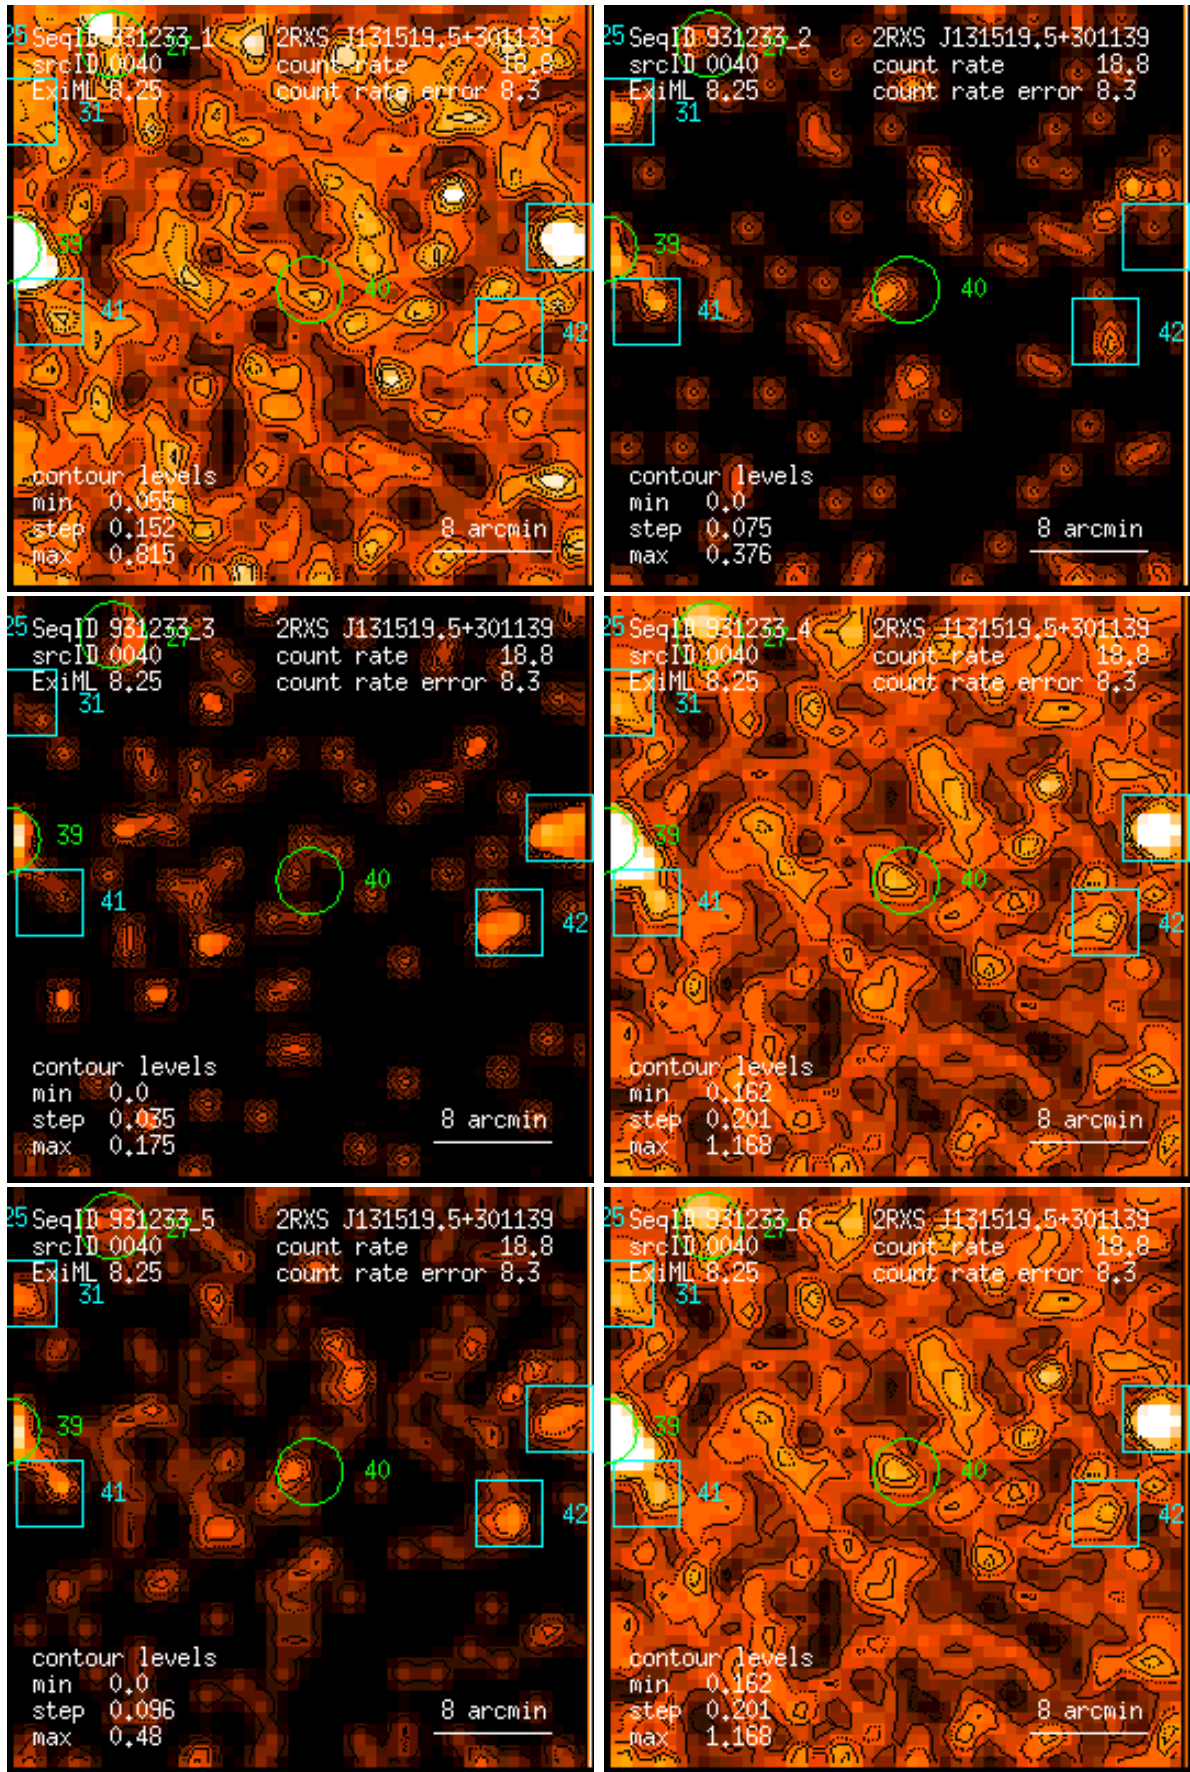 25 SeqID 931233_1 27 2RXS J131519.5+301139
srcID 0040 count rate 18.8
ExiML 8.25 count rate error 8.3
31
39
40
41
42
contour levels
min 0.055
step 0.152
max 0.815
8 arcmin
25 SeqID 931233_2 27 2RXS J131519.5+301139
srcID 0040 count rate 18.8
ExiML 8.25 count rate error 8.3
31
39
40
41
42
contour levels
min 0.0
step 0.075
max 0.376
8 arcmin
25 SeqID 931233_3 27 2RXS J131519.5+301139
srcID 0040 count rate 18.8
ExiML 8.25 count rate error 8.3
31
39
40
41
42
contour levels
min 0.0
step 0.035
max 0.175
8 arcmin
25 SeqID 931233_4 27 2RXS J131519.5+301139
srcID 0040 count rate 18.8
ExiML 8.25 count rate error 8.3
31
39
40
41
42
contour levels
min 0.162
step 0.201
max 1.168
8 arcmin
25 SeqID 931233_5 27 2RXS J131519.5+301139
srcID 0040 count rate 18.8
ExiML 8.25 count rate error 8.3
31
39
40
41
42
contour levels
min 0.0
step 0.096
max 0.48
8 arcmin
25 SeqID 931233_6 27 2RXS J131519.5+301139
srcID 0040 count rate 18.8
ExiML 8.25 count rate error 8.3
31
39
40
41
42
contour levels
min 0.162
step 0.201
max 1.168
8 arcmin